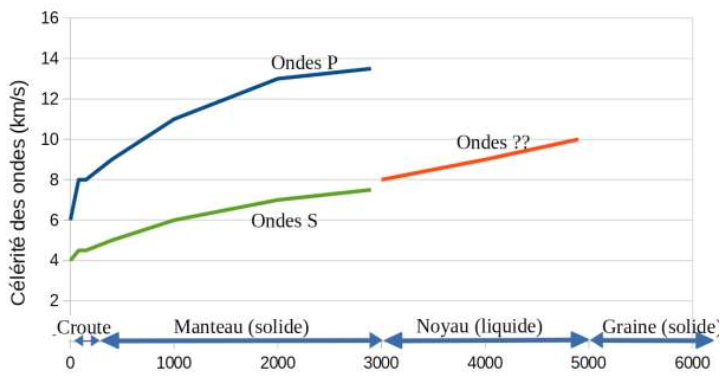 Célérité des ondes (km/s)
16
14
12
10
8
6
4
2
-
Ondes P
Ondes ??
Ondes S
Croute Manteau (solide) Noyau (liquide) Graine (solide)
0 1000 2000 3000 4000 5000 6000